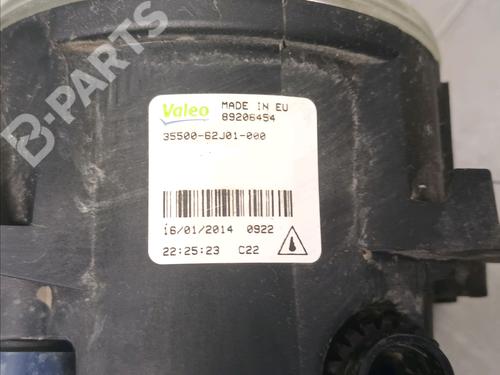 B-PARTS
Valeo MADE IN EU
89206454
35500-62J01-000
16/01/2014 0922
22:25:23 C22